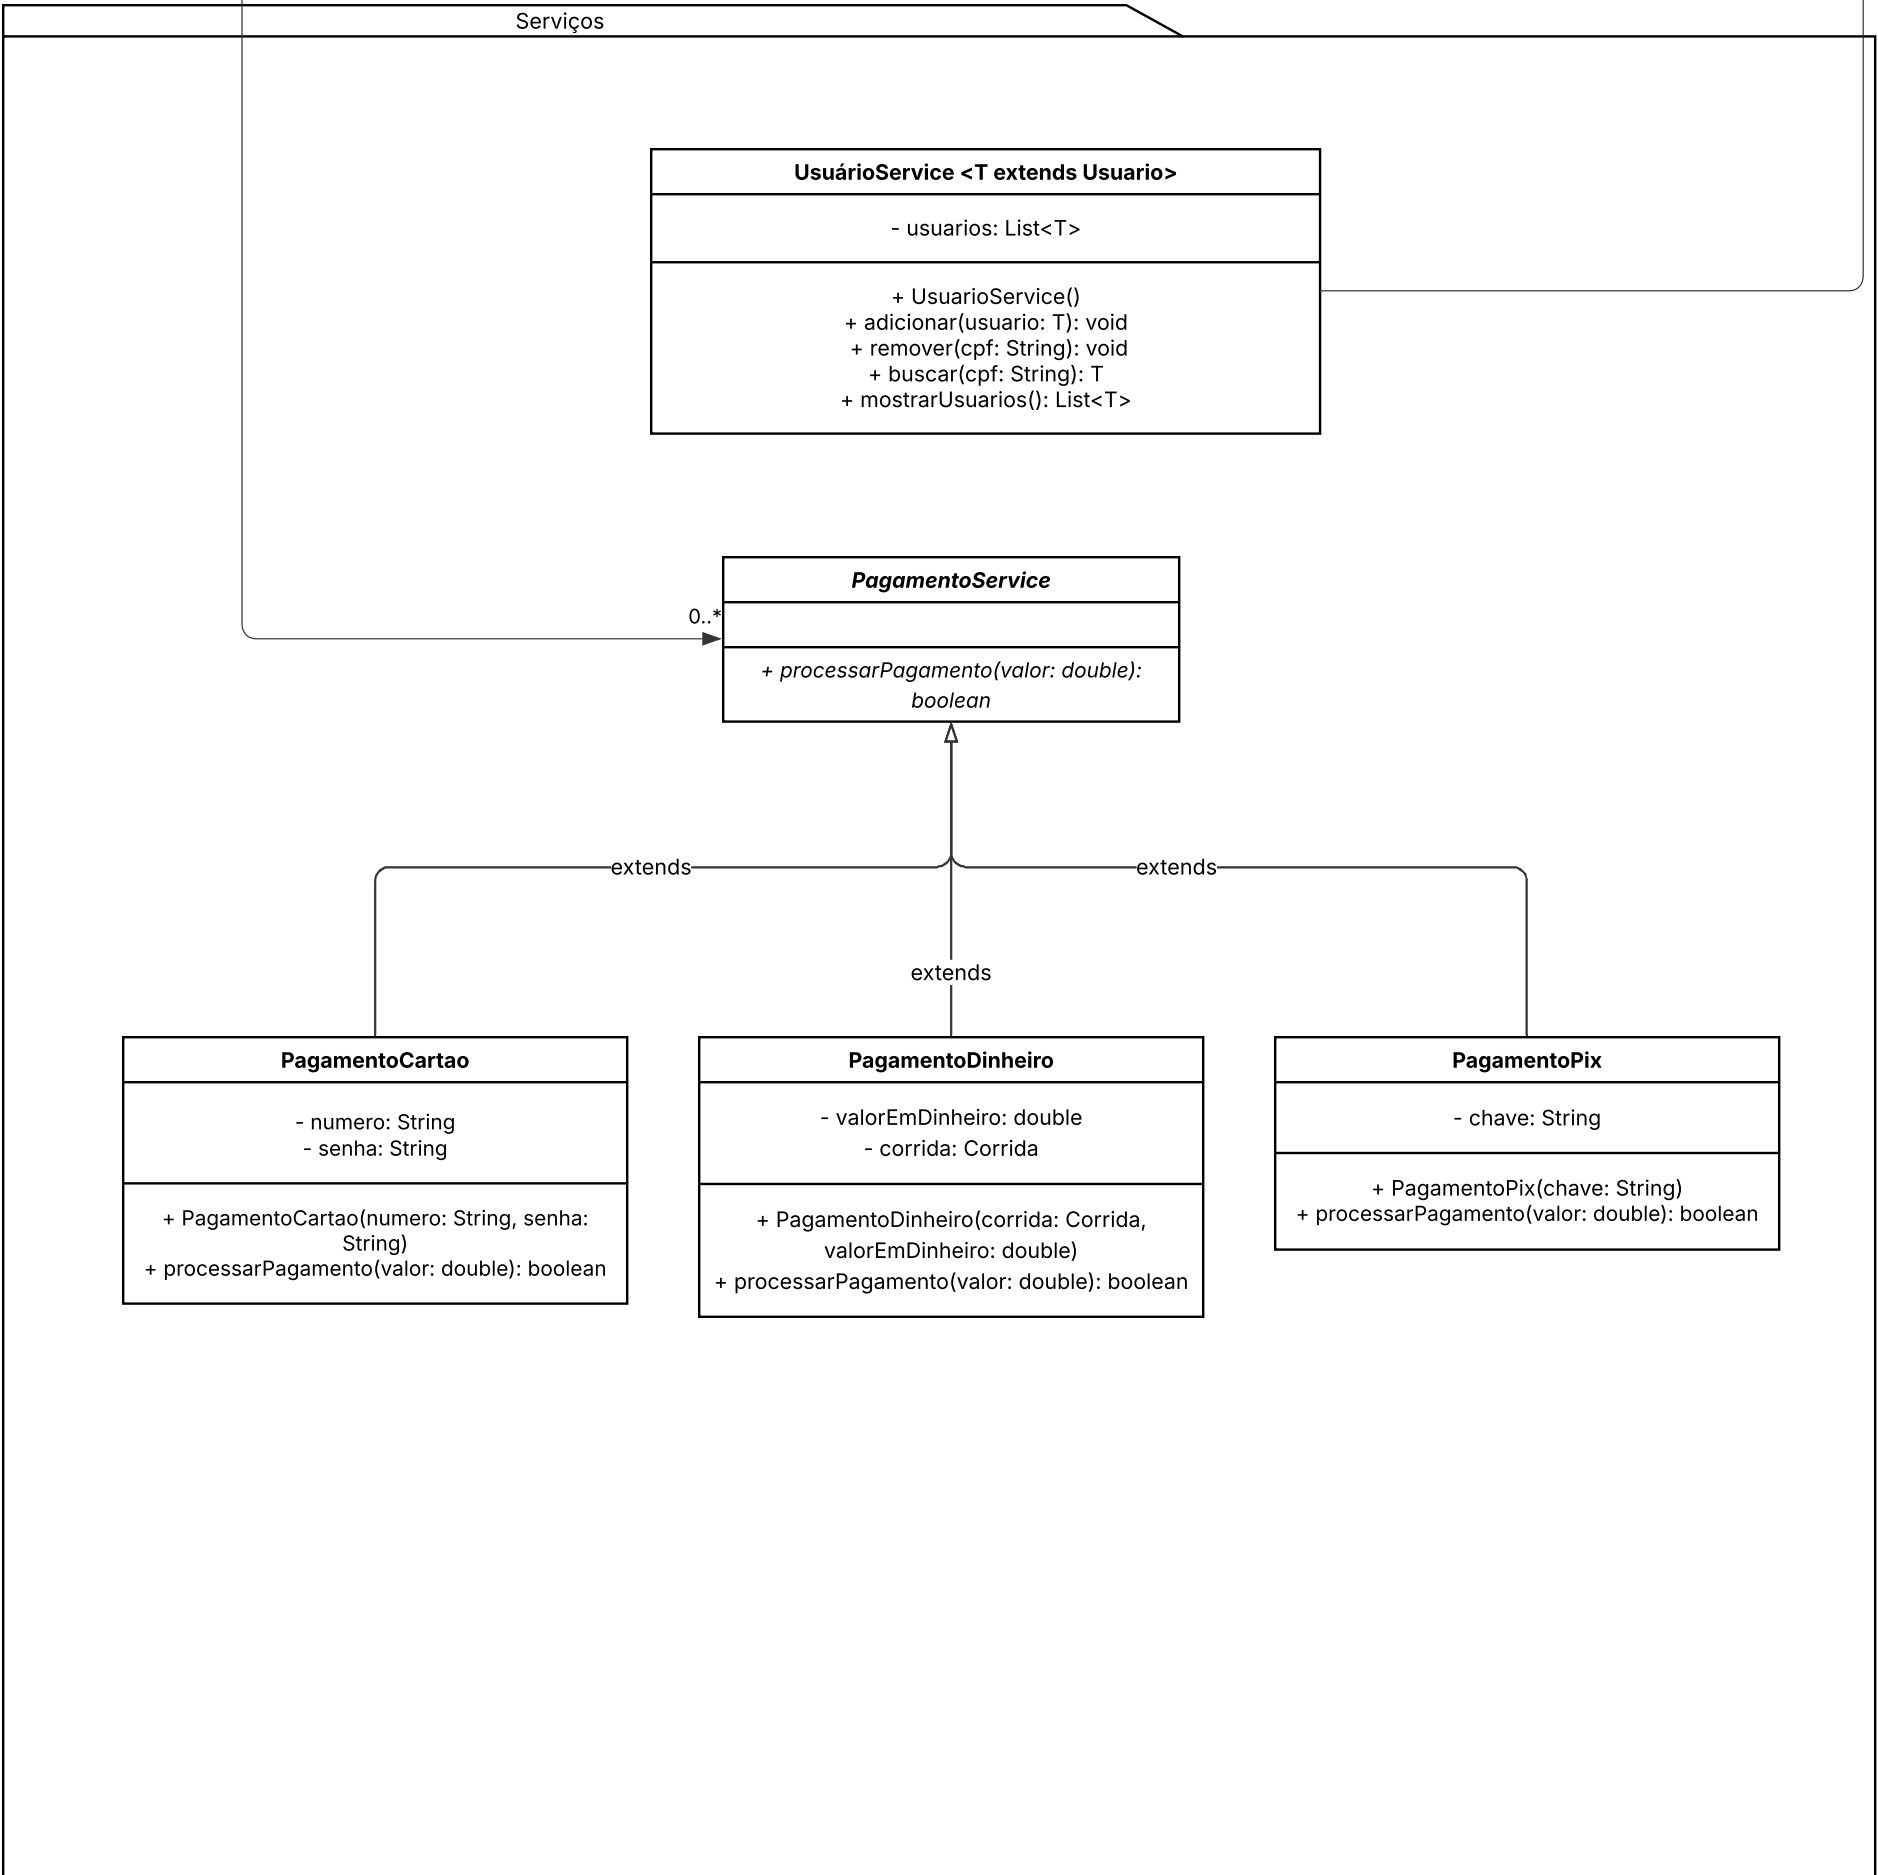 Serviços
UsuárioService <T extends Usuario>
- usuarios: List<T>
+ UsuarioService()
+ adicionar(usuario: T): void
+ remover(cpf: String): void
+ buscar(cpf: String): T
+ mostrarUsuarios(): List<T>
PagamentoService
0..*
+ processarPagamento(valor: double):
boolean
extends
extends
extends
PagamentoCartao
- numero: String
- senha: String
+ PagamentoCartao(numero: String, senha:
String)
+ processarPagamento(valor: double): boolean
PagamentoDinheiro
- valorEmDinheiro: double
- corrida: Corrida
+ PagamentoDinheiro(corrida: Corrida,
valorEmDinheiro: double)
+ processarPagamento(valor: double): boolean
PagamentoPix
- chave: String
+ PagamentoPix(chave: String)
+ processarPagamento(valor: double): boolean